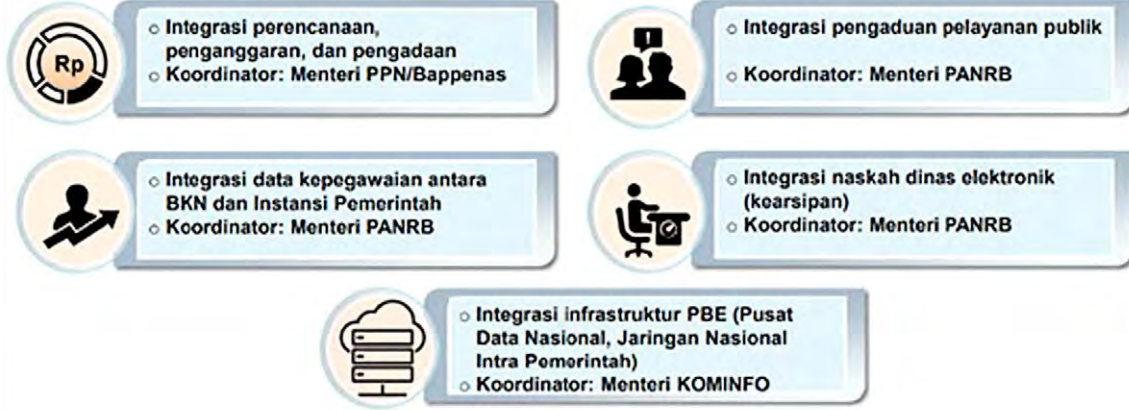 Rp
○ Integrasi perencanaan,
penganggaran, dan pengadaan
○ Koordinator: Menteri PPN/Bappenas
!
○ Integrasi pengaduan pelayanan publik
○ Koordinator: Menteri PANRB
○ Integrasi data kepegawaian antara
BKN dan Instansi Pemerintah
○ Koordinator: Menteri PANRB
○ Integrasi naskah dinas elektronik
(kearsipan)
○ Koordinator: Menteri PANRB
○ Integrasi infrastruktur PBE (Pusat
Data Nasional, Jaringan Nasional
Intra Pemerintah)
○ Koordinator: Menteri KOMINFO